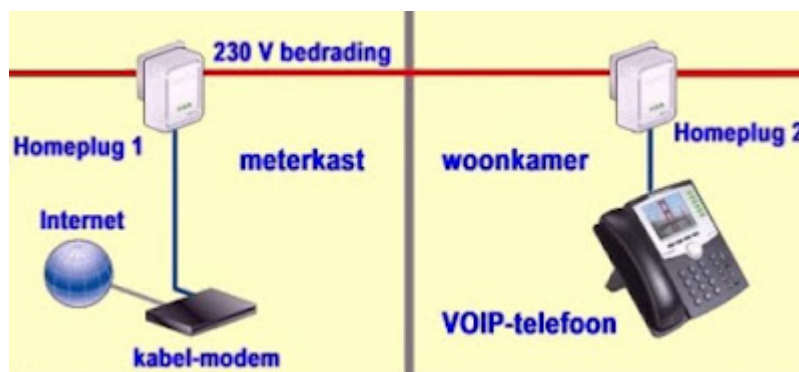 230 V bedrading
Homeplug 1
meterkast
woonkamer
Homeplug 2
Internet
VOIP-telefoon
kabel-modem